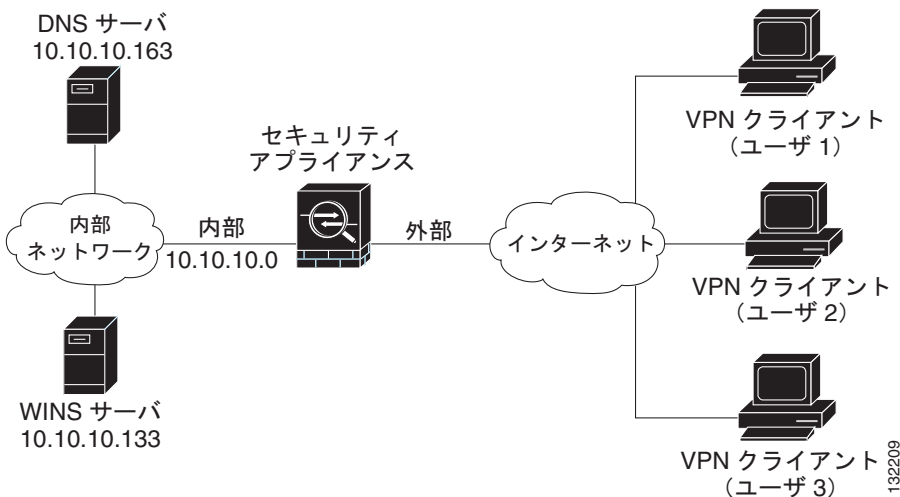 DNS サーバ
10.10.10.163
セキュリティ
アプライアンス
内部
ネットワーク
内部
10.10.10.0
外部
インターネット
WINS サーバ
10.10.10.133
VPN クライアント
（ユーザ 1）
VPN クライアント
（ユーザ 2）
VPN クライアント
（ユーザ 3）
132209